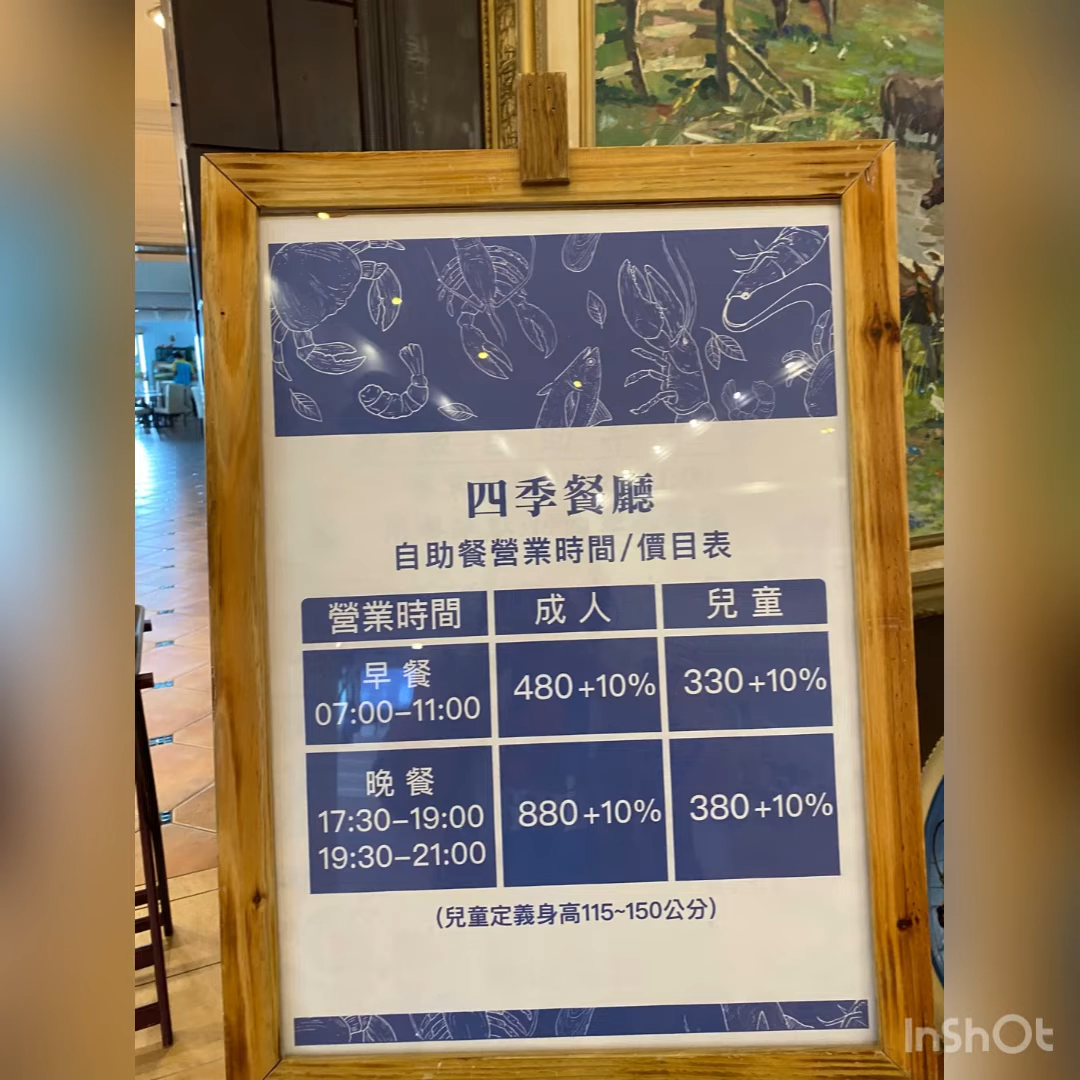 四季餐廳
自助餐營業時間/價目表
營業時間 成人 兒童
早餐
07:00–11:00 480+10% 330+10%
晚餐
17:30–19:00 880+10% 380+10%
19:30–21:00
(兒童定義身高115~150公分)
InShOt